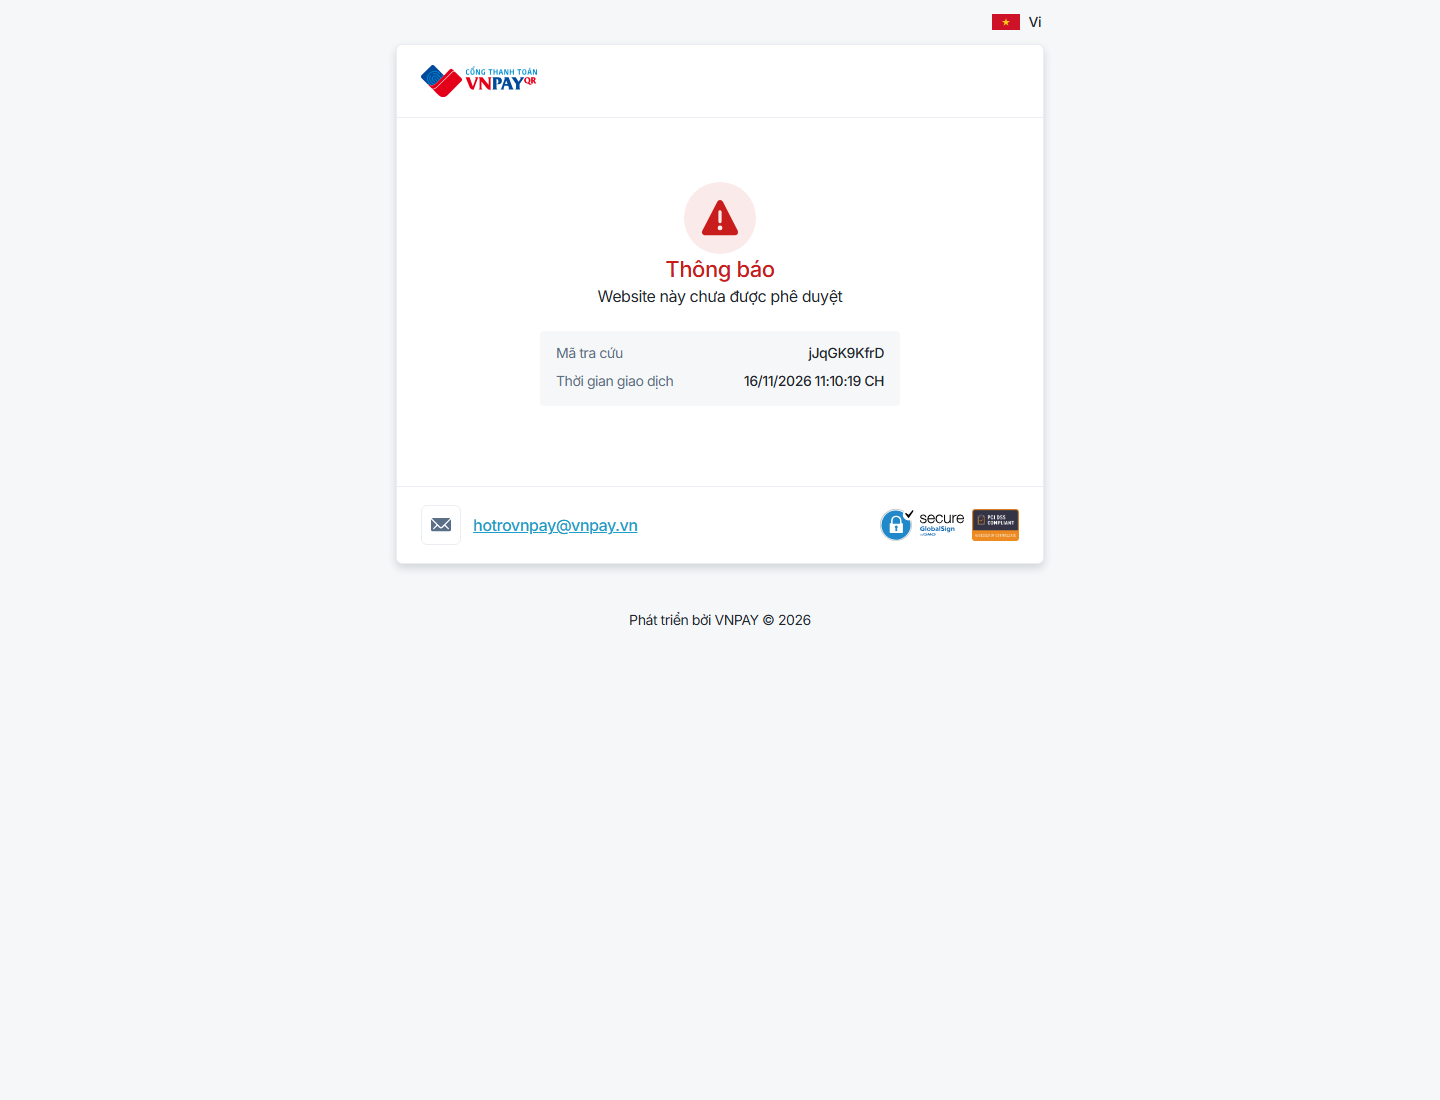 Vi
CỔNG THANH TOÁN
VNPAYQR
Thông báo
Website này chưa được phê duyệt
Mã tra cứu jJqGK9KfrD
Thời gian giao dịch 16/11/2026 11:10:19 CH
hotrovnpay@vnpay.vn
secure
GlobalSign
PCI DSS
COMPLIANT
Phát triển bởi VNPAY © 2026